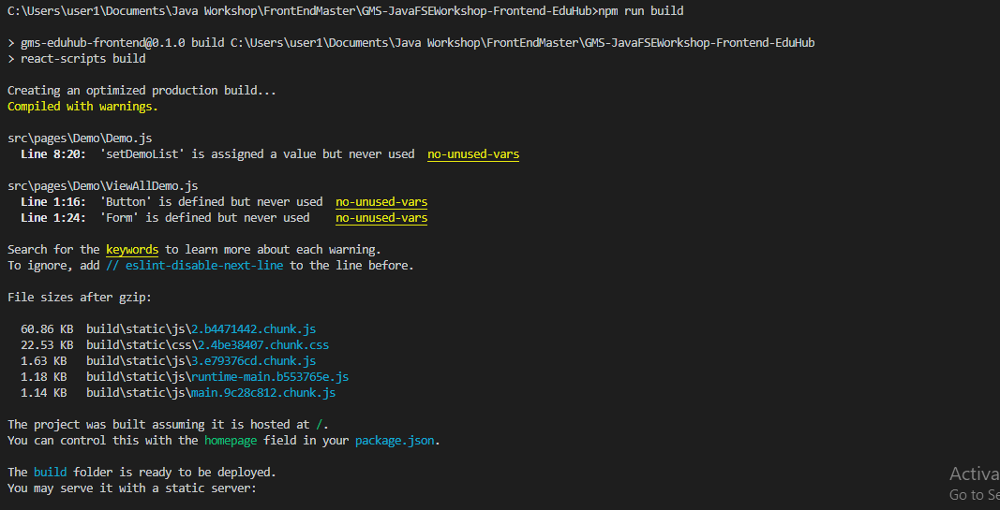 C:\Users\user1\Documents\Java Workshop\FrontEndMaster\GMS-JavaFSEWorkshop-Frontend-EduHub>npm run build
> gms-eduhub-frontend@0.1.0 build C:\Users\user1\Documents\Java Workshop\FrontEndMaster\GMS-JavaFSEWorkshop-Frontend-EduHub
> react-scripts build
Creating an optimized production build...
Compiled with warnings.
src\pages\Demo\Demo.js
Line 8:20: 'setDemoList' is assigned a value but never used no-unused-vars
src\pages\Demo\ViewAllDemo.js
Line 1:16: 'Button' is defined but never used no-unused-vars
Line 1:24: 'Form' is defined but never used no-unused-vars
Search for the keywords to learn more about each warning.
To ignore, add // eslint-disable-next-line to the line before.
File sizes after gzip:
60.86 KB build\static\js\2.b4471442.chunk.js
22.53 KB build\static\css\2.4be38407.chunk.css
1.63 KB build\static\js\3.e79376cd.chunk.js
1.18 KB build\static\js\runtime-main.b553765e.js
1.14 KB build\static\js\main.9c28c812.chunk.js
The project was built assuming it is hosted at /.
You can control this with the homepage field in your package.json.
The build folder is ready to be deployed.
You may serve it with a static server:
Activa
Go to Se